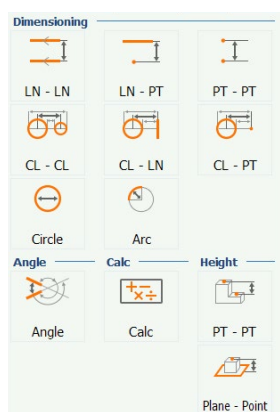 Dimensioning
LN - LN LN - PT PT - PT
CL - CL CL - LN CL - PT
Circle Arc
Angle Calc Height
Angle Calc PT - PT
Plane - Point